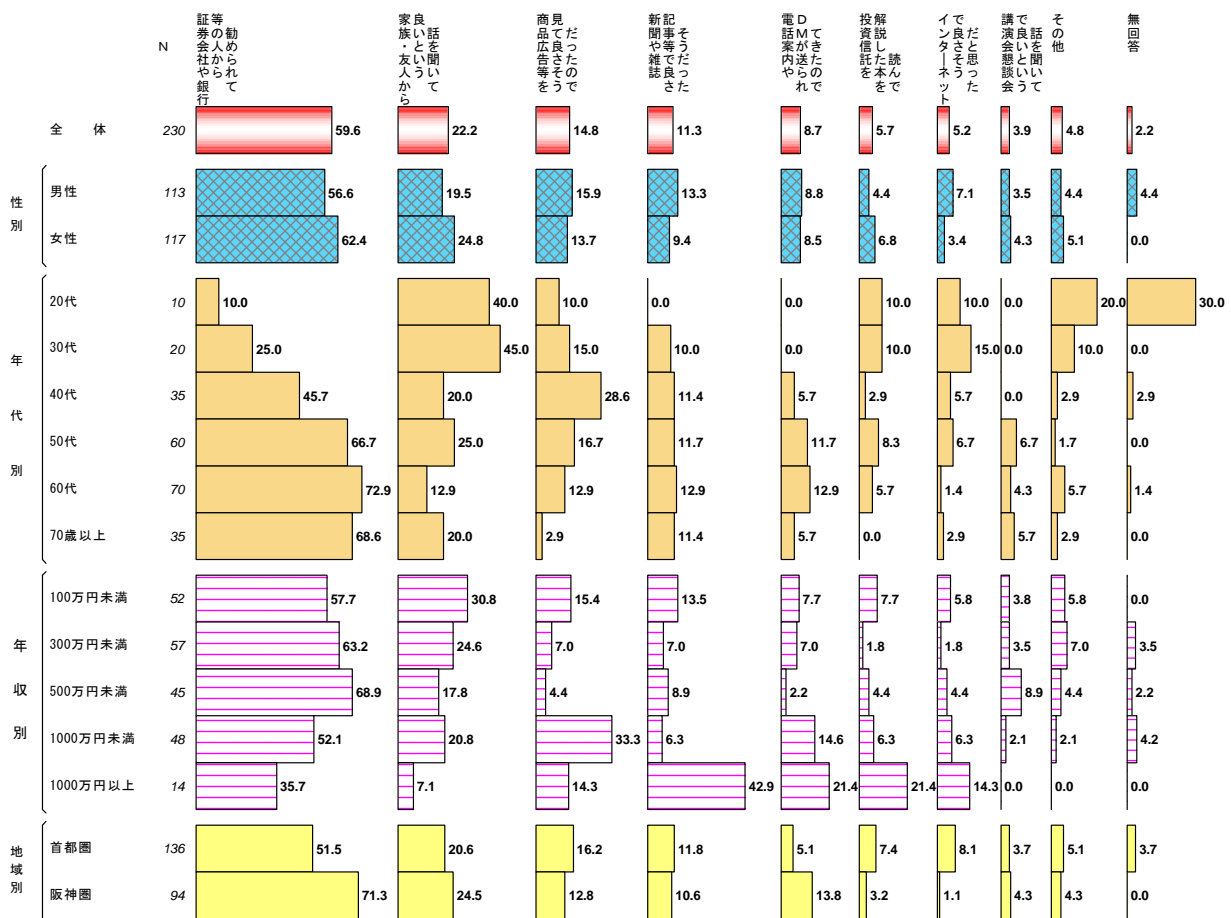 N
証券会社や銀行
等の人から
勧められて
家族・友人から
良いという
話を聞いて
商品広告等を
見て良さそう
だったので
新聞や雑誌
記事等で良さ
そうだった
電話案内や
ＤＭが送られ
てきたので
投資信託を
解説した本を
読んで
インターネット
で良さそう
だと思った
講演会懇談会
で良いという
話を聞いて
その他
無回答
全　体 230 59.6 22.2 14.8 11.3 8.7 5.7 5.2 3.9 4.8 2.2
性別
男性 113 56.6 19.5 15.9 13.3 8.8 4.4 7.1 3.5 4.4 4.4
女性 117 62.4 24.8 13.7 9.4 8.5 6.8 3.4 4.3 5.1 0.0
年代別
20代 10 10.0 40.0 10.0 0.0 0.0 10.0 10.0 0.0 20.0 30.0
30代 20 25.0 45.0 15.0 10.0 0.0 10.0 15.0 0.0 10.0 0.0
40代 35 45.7 20.0 28.6 11.4 5.7 2.9 5.7 0.0 2.9 2.9
50代 60 66.7 25.0 16.7 11.7 11.7 8.3 6.7 6.7 1.7 0.0
60代 70 72.9 12.9 12.9 12.9 12.9 5.7 1.4 4.3 5.7 1.4
70歳以上 35 68.6 20.0 2.9 11.4 5.7 0.0 2.9 5.7 2.9 0.0
年収別
100万円未満 52 57.7 30.8 15.4 13.5 7.7 7.7 5.8 3.8 5.8 0.0
300万円未満 57 63.2 24.6 7.0 7.0 7.0 1.8 1.8 3.5 7.0 3.5
500万円未満 45 68.9 17.8 4.4 8.9 2.2 4.4 4.4 8.9 4.4 2.2
1000万円未満 48 52.1 20.8 33.3 6.3 14.6 6.3 6.3 2.1 2.1 4.2
1000万円以上 14 35.7 7.1 14.3 42.9 21.4 21.4 14.3 0.0 0.0 0.0
地域別
首都圏 136 51.5 20.6 16.2 11.8 5.1 7.4 8.1 3.7 5.1 3.7
阪神圏 94 71.3 24.5 12.8 10.6 13.8 3.2 1.1 4.3 4.3 0.0